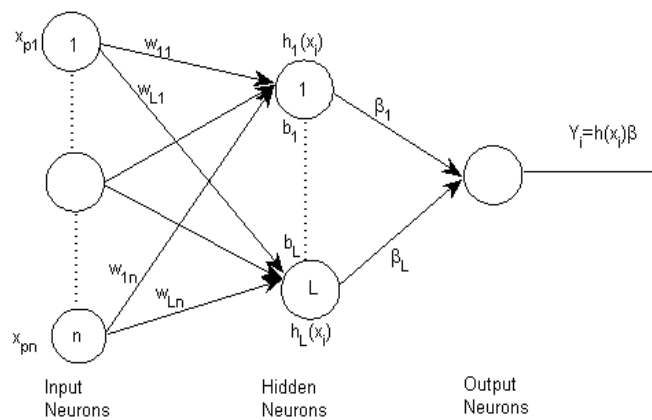 x_p1
1
w_11
w_L1
h_1(x_i)
1
b_1
β_1
Y_i=h(x_i)β
w_1n
w_Ln
b_L
L
h_L(x_i)
β_L
x_pn
n
Input
Neurons
Hidden
Neurons
Output
Neurons